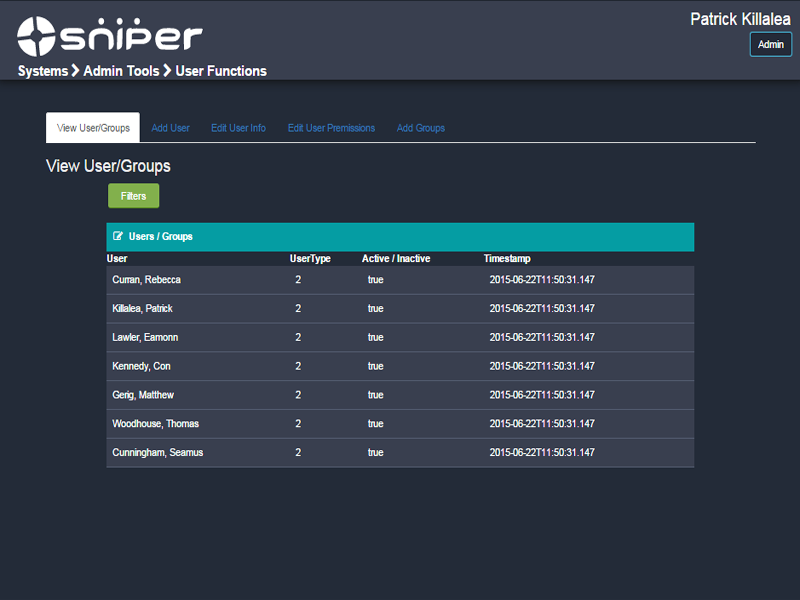 sniper
Patrick Killalea
Admin
Systems > Admin Tools > User Functions
View User/Groups Add User Edit User Info Edit User Premissions Add Groups
View User/Groups
Filters
Users / Groups
User UserType Active / Inactive Timestamp
Curran, Rebecca 2 true 2015-06-22T11:50:31.147
Killalea, Patrick 2 true 2015-06-22T11:50:31.147
Lawler, Eamonn 2 true 2015-06-22T11:50:31.147
Kennedy, Con 2 true 2015-06-22T11:50:31.147
Gerig, Matthew 2 true 2015-06-22T11:50:31.147
Woodhouse, Thomas 2 true 2015-06-22T11:50:31.147
Cunningham, Seamus 2 true 2015-06-22T11:50:31.147